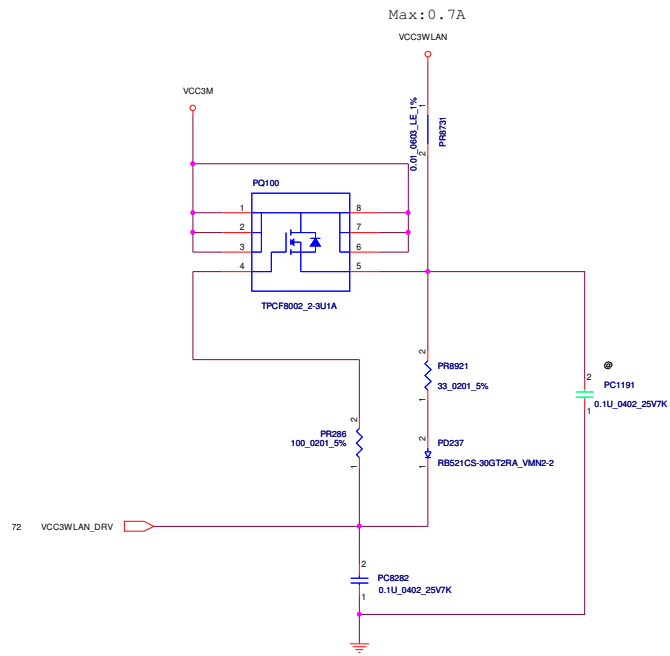 Max:0.7A
VCC3WLAN
VCC3M
1
0.01_0603_LE_1%
PR8731
2
PQ100
1
8
2
7
3
6
4
5
TPCF8002_2-3U1A
2
PR8921
33_0201_5%
1
@
2
PC1191
0.1U_0402_25V7K
1
2
PR286
100_0201_5%
1
2
PD237
RB521CS-30GT2RA_VMN2-2
1
72 VCC3WLAN_DRV
2
PC8282
0.1U_0402_25V7K
1